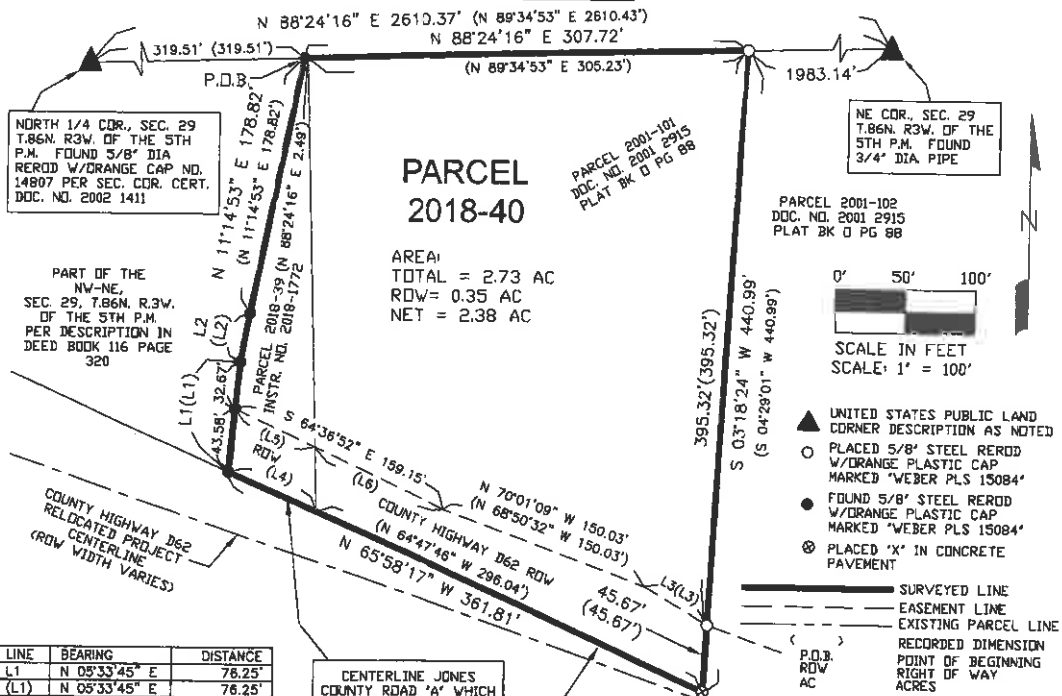 N 88°24'16" E 2610.37' (N 89°34'53" E 2610.43')
N 88°24'16" E 307.72'
319.51' (319.51')
(N 89°34'53" E 305.23')
1983.14'
P.O.B.
NORTH 1/4 COR., SEC. 29
T.86N. R3W. OF THE 5TH
P.M. FOUND 5/8" DIA
REROD W/ORANGE CAP NO.
14807 PER SEC. COR. CERT.
DOC. NO. 2002 1411
NE COR., SEC. 29
T.86N. R3W. OF THE
5TH P.M. FOUND
3/4" DIA. PIPE
N 11°14'53" E 178.82'
(N 11°14'53" E 178.82')
(N 88°24'16" E 2.49')
PARCEL
2018-40
PARCEL 2001-101
DOC. NO. 2001 2915
PLAT BK O PG 88
PARCEL 2001-102
DOC. NO. 2001 2915
PLAT BK O PG 88
N
AREA:
TOTAL = 2.73 AC
ROW= 0.35 AC
NET = 2.38 AC
PART OF THE
NW-NE,
SEC. 29, T.86N, R.3W.
OF THE 5TH P.M.
PER DESCRIPTION IN
DEED BOOK 116 PAGE
320
0' 50' 100'
SCALE IN FEET
SCALE: 1" = 100'
L2
(L2)
PARCEL 2018-39
INSTR. NO. 2018-1772
L1(L1)
43.58' 32.67'
395.32'(395.32')
S 03°18'24" W 440.99'
(S 04°29'01" W 440.99')
UNITED STATES PUBLIC LAND
CORNER DESCRIPTION AS NOTED
PLACED 5/8" STEEL REROD
W/ORANGE PLASTIC CAP
MARKED "WEBER PLS 15084"
FOUND 5/8" STEEL REROD
W/ORANGE PLASTIC CAP
MARKED "WEBER PLS 15084"
PLACED "X" IN CONCRETE
PAVEMENT
S 64°36'52" E 159.15'
(L5)
ROW
(L4)
(L6)
N 70°01'09" W 150.03'
(N 68°50'32" W 150.03')
COUNTY HIGHWAY D62 ROW
(N 64°47'46" W 296.04')
N 65°58'17" W 361.81'
L3(L3)
45.67'
(45.67')
COUNTY HIGHWAY D62
RELOCATED PROJECT
CENTERLINE
(ROW WIDTH VARIES)
SURVEYED LINE
EASEMENT LINE
EXISTING PARCEL LINE
( ) RECORDED DIMENSION
P.O.B. POINT OF BEGINNING
ROW RIGHT OF WAY
AC ACRES
LINE BEARING DISTANCE
L1 N 05°33'45" E 76.25'
(L1) N 05°33'45" E 76.25'
CENTERLINE JONES
COUNTY ROAD "A" WHICH